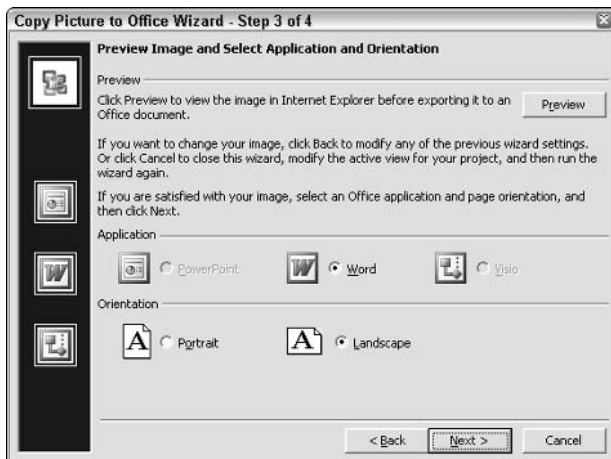 Copy Picture to Office Wizard - Step 3 of 4
Preview Image and Select Application and Orientation
Preview
Click Preview to view the image in Internet Explorer before exporting it to an
Office document.
Preview
If you want to change your image, click Back to modify any of the previous wizard settings.
Or click Cancel to close this wizard, modify the active view for your project, and then run the
wizard again.
If you are satisfied with your image, select an Office application and page orientation, and
then click Next.
Application
PowerPoint W Word Visio
Orientation
A Portrait A Landscape
W
< Back Next > Cancel